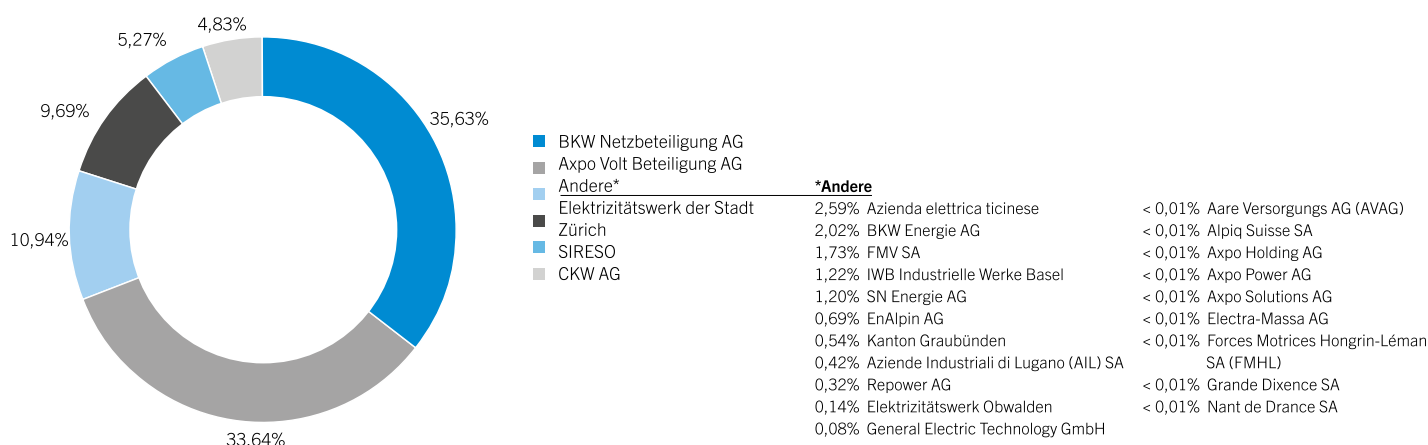 4,83%
5,27%
9,69%
35,63%
10,94%
33,64%
BKW Netzbeteiligung AG
Axpo Volt Beteiligung AG
Andere*
Elektrizitätswerk der Stadt
Zürich
SIRESO
CKW AG
*Andere
2,59% Azienda elettrica ticinese
2,02% BKW Energie AG
1,73% FMV SA
1,22% IWB Industrielle Werke Basel
1,20% SN Energie AG
0,69% EnAlpin AG
0,54% Kanton Graubünden
0,42% Aziende Industriali di Lugano (AIL) SA
0,32% Repower AG
0,14% Elektrizitätswerk Obwalden
0,08% General Electric Technology GmbH
< 0,01% Aare Versorgungs AG (AVAG)
< 0,01% Alpiq Suisse SA
< 0,01% Axpo Holding AG
< 0,01% Axpo Power AG
< 0,01% Axpo Solutions AG
< 0,01% Electra-Massa AG
< 0,01% Forces Motrices Hongrin-Léman
SA (FMHL)
< 0,01% Grande Dixence SA
< 0,01% Nant de Drance SA